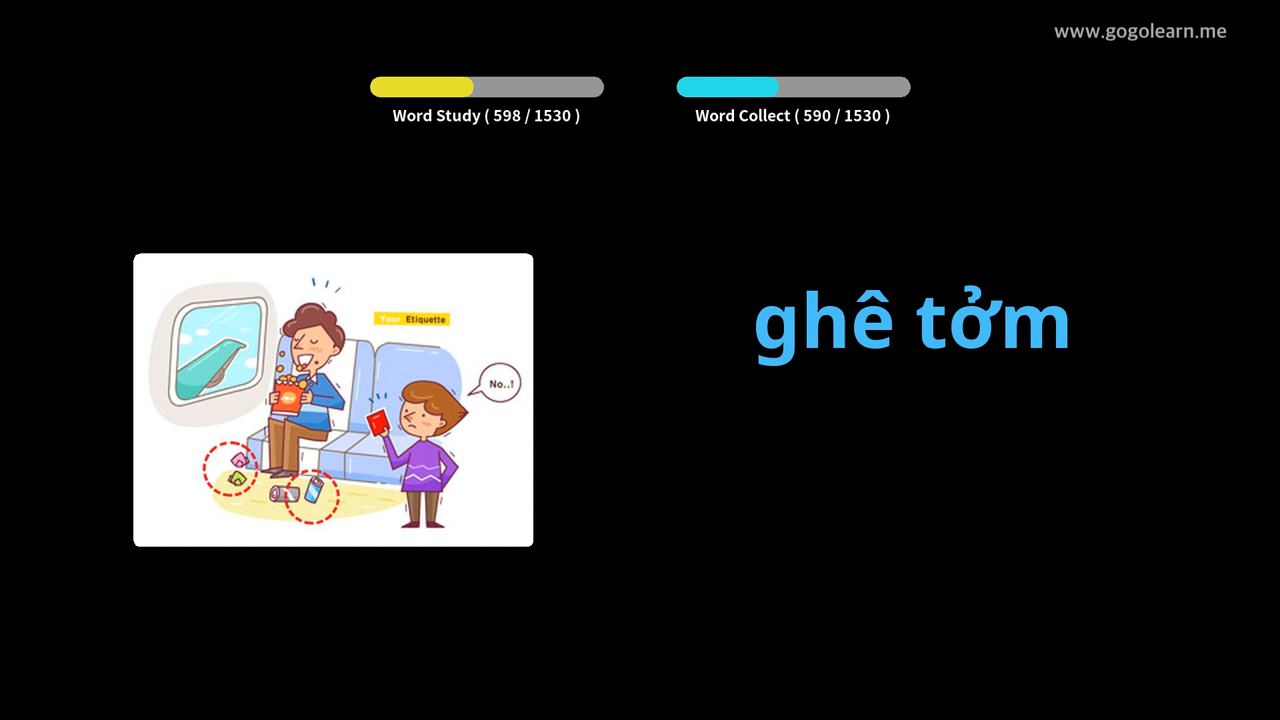 www.gogolearn.me
Word Study ( 598 / 1530 )
Word Collect ( 590 / 1530 )
Your Etiquette
No..!
ghê tởm